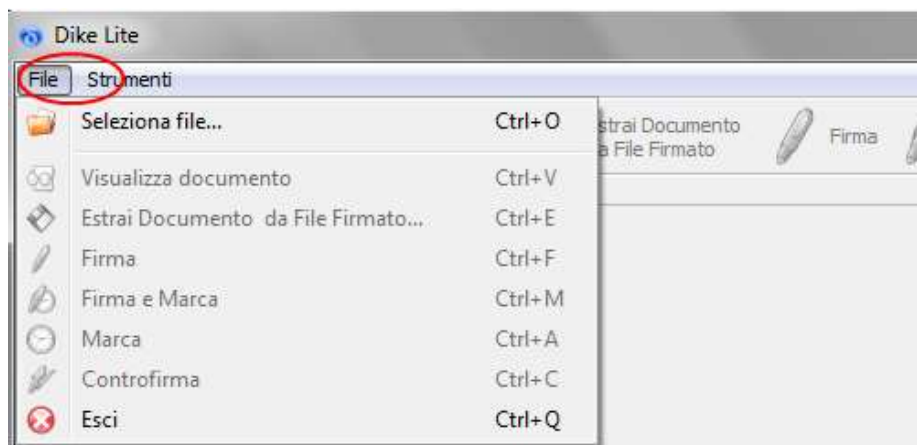 Dike Lite
File Strumenti
Seleziona file... Ctrl+O
Visualizza documento Ctrl+V
Estrai Documento da File Firmato... Ctrl+E
Firma Ctrl+F
Firma e Marca Ctrl+M
Marca Ctrl+A
Controfirma Ctrl+C
Esci Ctrl+Q
strai Documento
a File Firmato
Firma